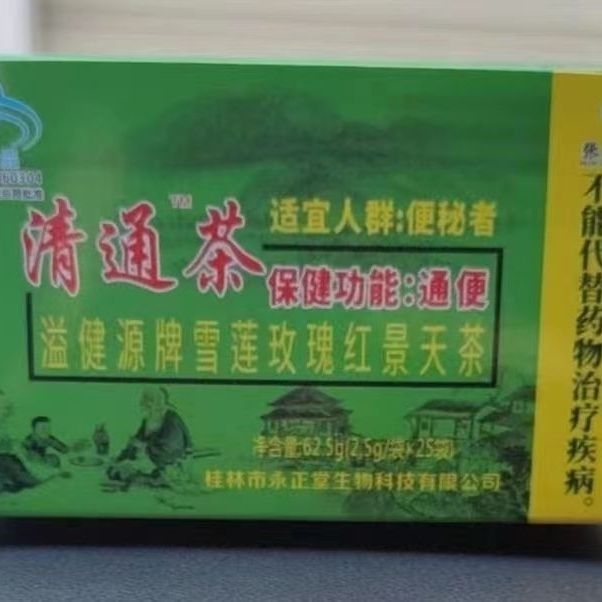 60304
清通茶™
适宜人群:便秘者
保健功能:通便
溢健源牌雪莲玫瑰红景天茶
净含量:62.5g(2.5g/袋×25袋)
桂林市永正堂生物科技有限公司
不能代替药物治疗疾病。